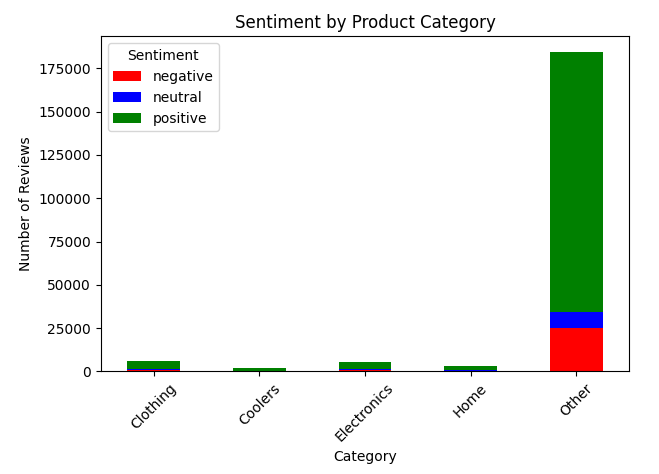 Sentiment by Product Category
Sentiment
negative
neutral
positive
Number of Reviews
175000
150000
125000
100000
75000
50000
25000
0
Clothing
Coolers
Electronics
Home
Other
Category